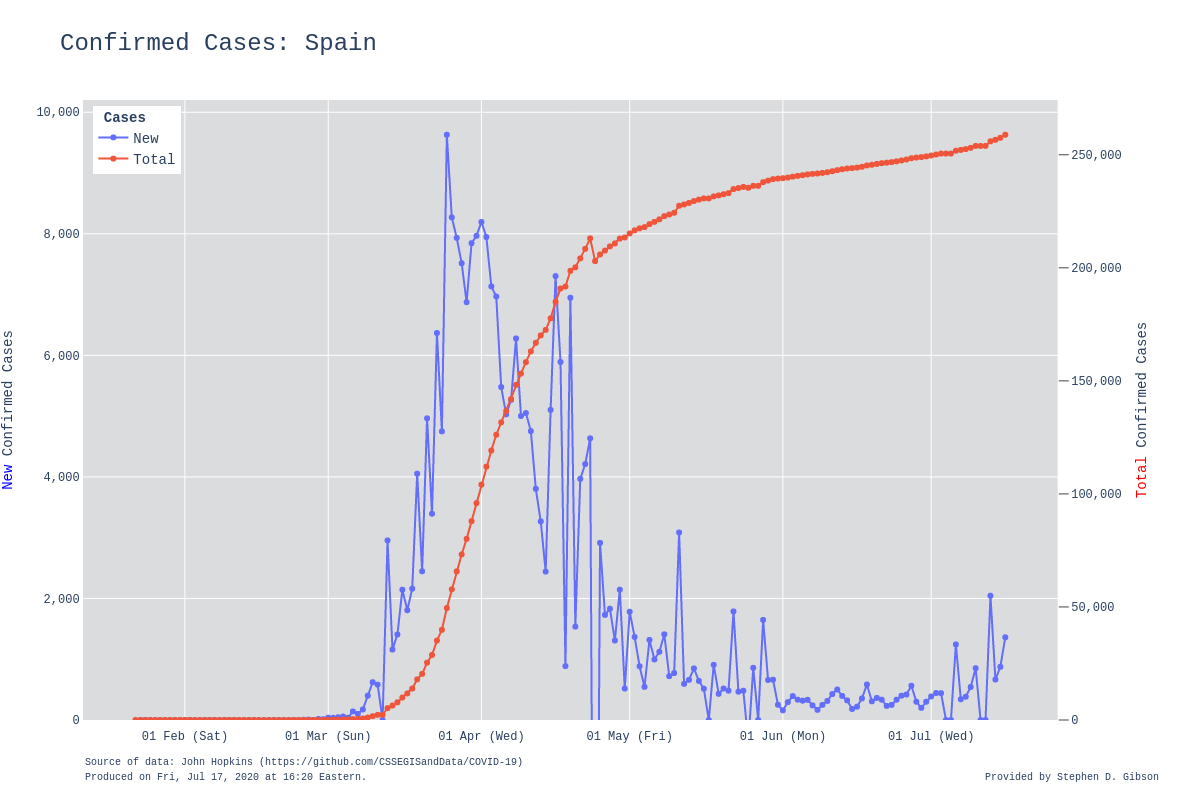 Confirmed Cases: Spain
Cases
New
Total
10,000
8,000
6,000
4,000
2,000
0
250,000
200,000
150,000
100,000
50,000
0
New Confirmed Cases
Total Confirmed Cases
01 Feb (Sat) 01 Mar (Sun) 01 Apr (Wed) 01 May (Fri) 01 Jun (Mon) 01 Jul (Wed)
Source of data: John Hopkins (https://github.com/CSSEGISandData/COVID-19)
Produced on Fri, Jul 17, 2020 at 16:20 Eastern.
Provided by Stephen D. Gibson